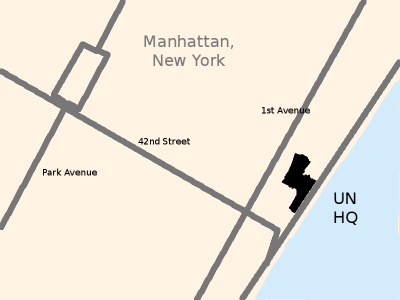 Manhattan,
New York
1st Avenue
42nd Street
Park Avenue
UN
HQ